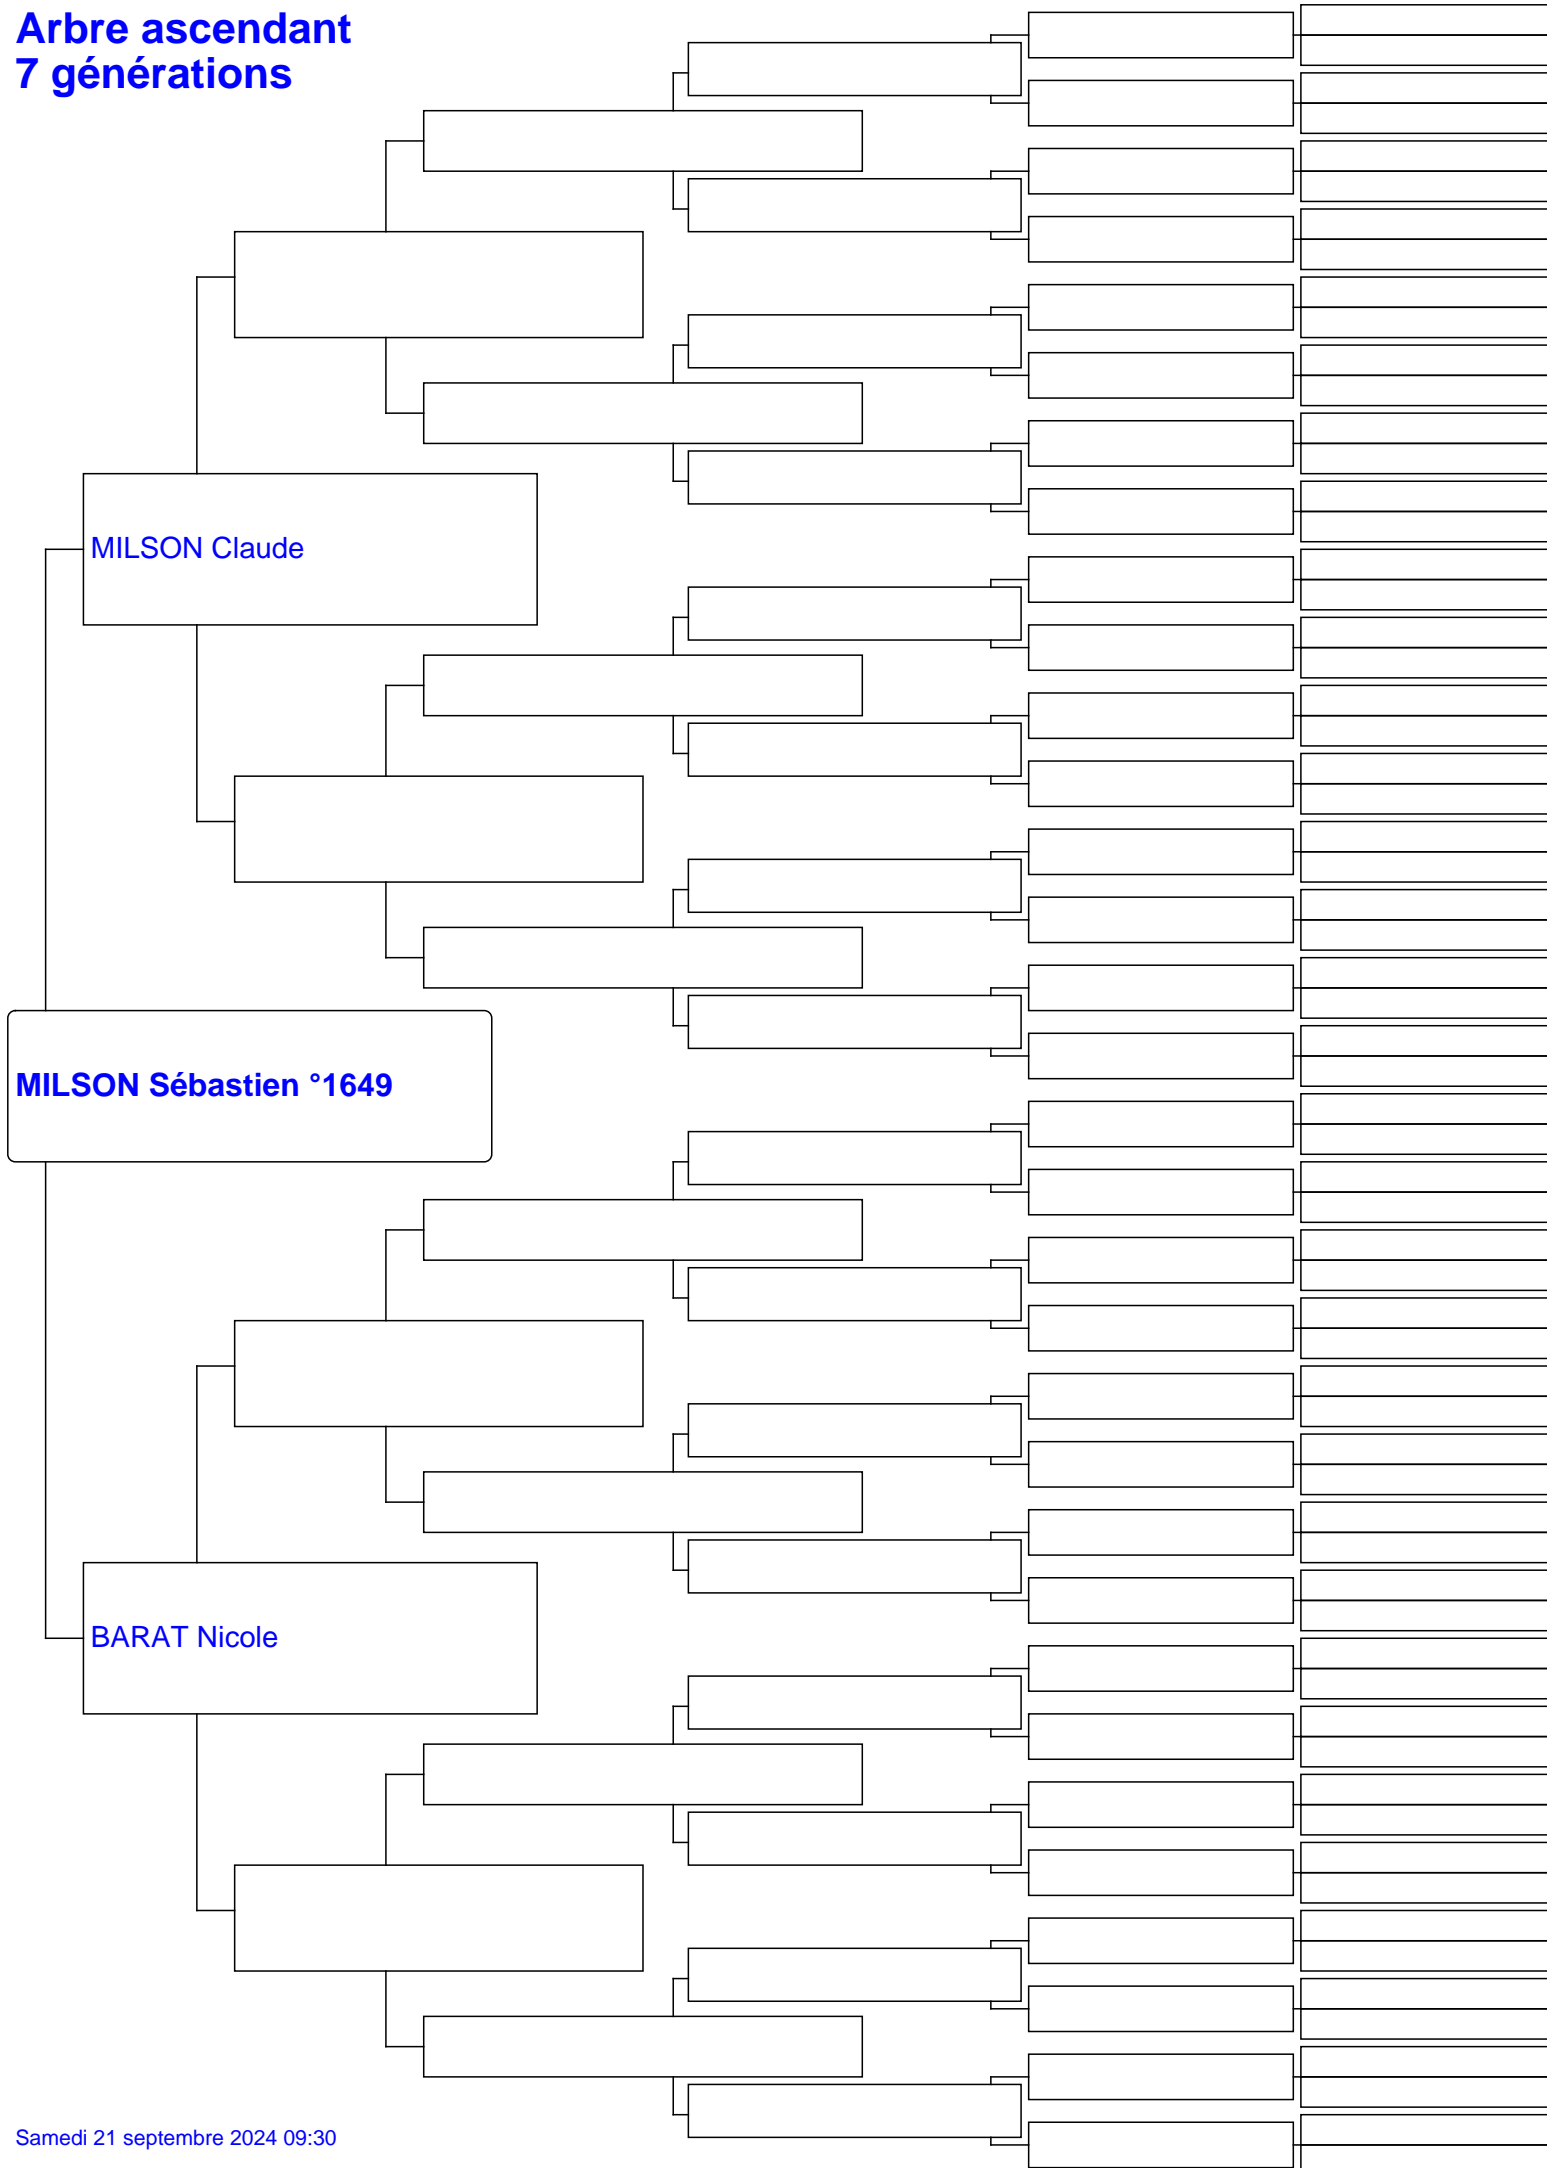 Arbre ascendant
7 générations
MILSON Claude
MILSON Sébastien °1649
BARAT Nicole
Samedi 21 septembre 2024 09:30